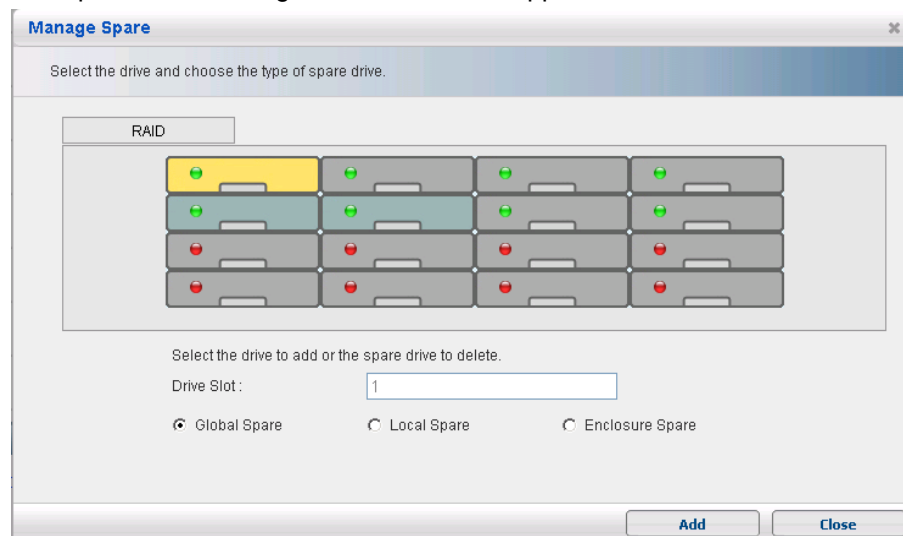 Manage Spare
Select the drive and choose the type of spare drive.
RAID
Select the drive to add or the spare drive to delete.
Drive Slot : 1
Global Spare Local Spare Enclosure Spare
Add Close